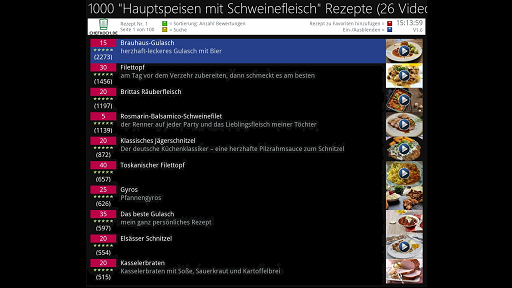 1000 "Hauptspeisen mit Schweinefleisch" Rezepte (26 Video
CHEFKOCH.DE
Rezept Nr. 1
Seite 1 von 100
= Sortierung: Anzahl Bewertungen
= Suche
Rezept zu Favoriten hinzufügen =
Ein-/Ausblenden =
15:13:59
V1.6
15
(2273)
Brauhaus-Gulasch
herzhaft-leckeres Gulasch mit Bier
30
(1456)
Filettopf
am Tag vor dem Verzehr zubereiten, dann schmeckt es am besten
20
(1197)
Brittas Räuberfleisch
5
(1139)
Rosmarin-Balsamico-Schweinefilet
der Renner auf jeder Party und das Lieblingsfleisch meiner Töchter
20
(872)
Klassisches Jägerschnitzel
Der deutsche Küchenklassiker – eine herzhafte Pilzrahmsauce zum Schnitzel
40
(657)
Toskanischer Filettopf
25
(626)
Gyros
Pfannengyros
35
(597)
Das beste Gulasch
mein ganz persönliches Rezept
20
(554)
Elsässer Schnitzel
20
(515)
Kasselerbraten
Kasselerbraten mit Soße, Sauerkraut und Kartoffelbrei